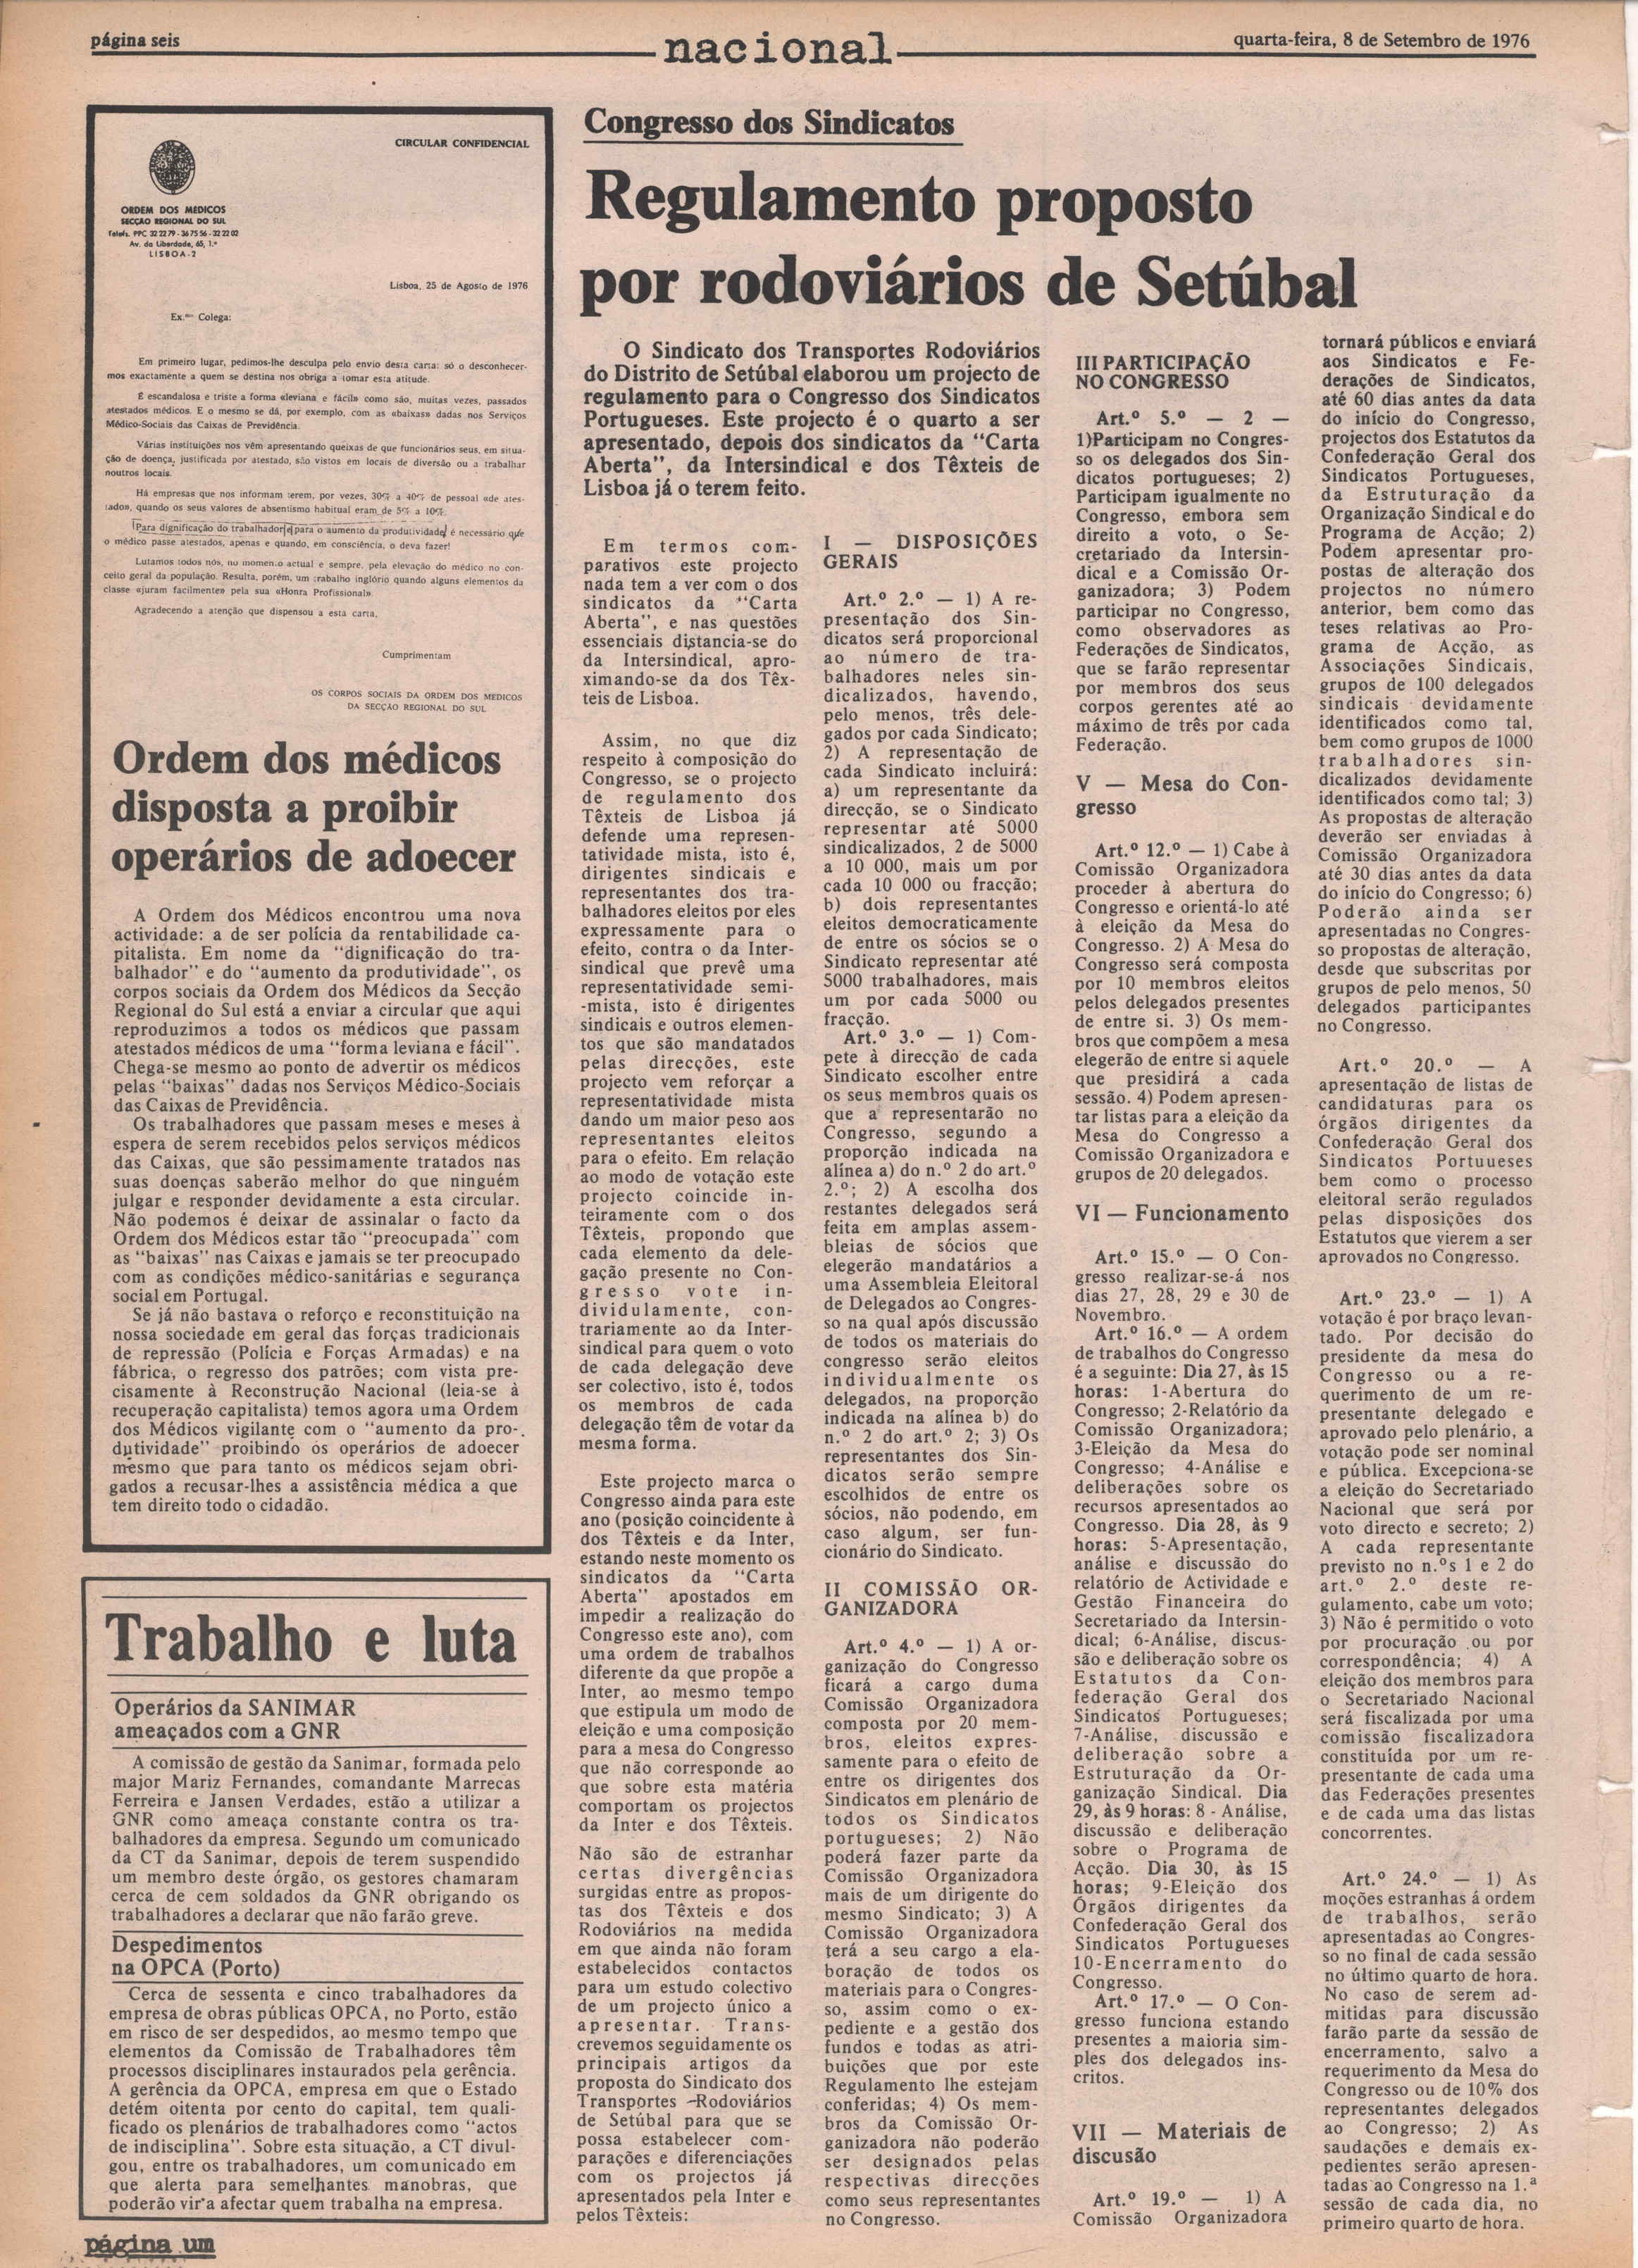 página seis
nacional
quarta-feira, 8 de Setembro de 1976
CIRCULAR CONFIDENCIAL
ORDEM DOS MÉDICOS
SECÇÃO REGIONAL DO SUL
Telefs. PPC 32 22 79 - 36 75 56 - 32 22 02
Av. da Liberdade, 65, 1.º
LISBOA-2
Lisboa, 25 de Agosto de 1976
Ex.mo Colega:
Em primeiro lugar, pedimos-lhe desculpa pelo envio desta carta: só o desconhecer-
mos exactamente a quem se destina nos obriga a tomar esta atitude.
É escandalosa e triste a forma «leviana e fácil» como são, muitas vezes, passados
atestados médicos. E o mesmo se dá, por exemplo, com as «baixas» dadas nos Serviços
Médico-Sociais das Caixas de Previdência.
Várias instituições nos vêm apresentando queixas de que funcionários seus, em situa-
ção de doença, justificada por atestado, são vistos em locais de diversão ou a trabalhar
noutros locais.
Há empresas que nos informam terem, por vezes, 30% a 40% de pessoal «de ates-
tado», quando os seus valores de absentismo habitual eram de 5% a 10%.
Para dignificação do trabalhador e para o aumento da produtividade é necessário que
o médico passe atestados, apenas e quando, em consciência, o deva fazer!
Lutamos todos nós, no momento actual e sempre, pela elevação do médico no con-
ceito geral da população. Resulta, porém, um trabalho inglório quando alguns elementos da
classe «juram facilmente» pela sua «Honra Profissional».
Agradecendo a atenção que dispensou a esta carta,
Cumprimentam
OS CORPOS SOCIAIS DA ORDEM DOS MÉDICOS
DA SECÇÃO REGIONAL DO SUL
Ordem dos médicos
disposta a proibir
operários de adoecer
A Ordem dos Médicos encontrou uma nova
actividade: a de ser polícia da rentabilidade ca-
pitalista. Em nome da "dignificação do tra-
balhador" e do "aumento da produtividade", os
corpos sociais da Ordem dos Médicos da Secção
Regional do Sul está a enviar a circular que aqui
reproduzimos a todos os médicos que passam
atestados médicos de uma "forma leviana e fácil".
Chega-se mesmo ao ponto de advertir os médicos
pelas "baixas" dadas nos Serviços Médico-Sociais
das Caixas de Previdência.
Os trabalhadores que passam meses e meses à
espera de serem recebidos pelos serviços médicos
das Caixas, que são pessimamente tratados nas
suas doenças saberão melhor do que ninguém
julgar e responder devidamente a esta circular.
Não podemos é deixar de assinalar o facto da
Ordem dos Médicos estar tão "preocupada" com
as "baixas" nas Caixas e jamais se ter preocupado
com as condições médico-sanitárias e segurança
social em Portugal.
Se já não bastava o reforço e reconstituição na
nossa sociedade em geral das forças tradicionais
de repressão (Polícia e Forças Armadas) e na
fábrica, o regresso dos patrões; com vista pre-
cisamente à Reconstrução Nacional (leia-se à
recuperação capitalista) temos agora uma Ordem
dos Médicos vigilante com o "aumento da pro-
dutividade" proibindo os operários de adoecer
mesmo que para tanto os médicos sejam obri-
gados a recusar-lhes a assistência médica a que
tem direito todo o cidadão.
Trabalho e luta
Operários da SANIMAR
ameaçados com a GNR
A comissão de gestão da Sanimar, formada pelo
major Mariz Fernandes, comandante Marrecas
Ferreira e Jansen Verdades, estão a utilizar a
GNR como ameaça constante contra os tra-
balhadores da empresa. Segundo um comunicado
da CT da Sanimar, depois de terem suspendido
um membro deste órgão, os gestores chamaram
cerca de cem soldados da GNR obrigando os
trabalhadores a declarar que não farão greve.
Despedimentos
na OPCA (Porto)
Cerca de sessenta e cinco trabalhadores da
empresa de obras públicas OPCA, no Porto, estão
em risco de ser despedidos, ao mesmo tempo que
elementos da Comissão de Trabalhadores têm
processos disciplinares instaurados pela gerência.
A gerência da OPCA, empresa em que o Estado
detém oitenta por cento do capital, tem quali-
ficado os plenários de trabalhadores como "actos
de indisciplina". Sobre esta situação, a CT divul-
gou, entre os trabalhadores, um comunicado em
que alerta para semelhantes manobras, que
poderão vir a afectar quem trabalha na empresa.
Congresso dos Sindicatos
Regulamento proposto
por rodoviários de Setúbal
O Sindicato dos Transportes Rodoviários
do Distrito de Setúbal elaborou um projecto de
regulamento para o Congresso dos Sindicatos
Portugueses. Este projecto é o quarto a ser
apresentado, depois dos sindicatos da "Carta
Aberta", da Intersindical e dos Têxteis de
Lisboa já o terem feito.
Em termos com-
parativos este projecto
nada tem a ver com o dos
sindicatos da "Carta
Aberta", e nas questões
essenciais distancia-se do
da Intersindical, apro-
ximando-se da dos Têx-
teis de Lisboa.
Assim, no que diz
respeito à composição do
Congresso, se o projecto
de regulamento dos
Têxteis de Lisboa já
defende uma represen-
tatividade mista, isto é,
dirigentes sindicais e
representantes dos tra-
balhadores eleitos por eles
expressamente para o
efeito, contra o da Inter-
sindical que prevê uma
representatividade semi-
-mista, isto é dirigentes
sindicais e outros elemen-
tos que são mandatados
pelas direcções, este
projecto vem reforçar a
representatividade mista
dando um maior peso aos
representantes eleitos
para o efeito. Em relação
ao modo de votação este
projecto coincide in-
teiramente com o dos
Têxteis, propondo que
cada elemento da dele-
gação presente no Con-
gresso vote in-
dividulamente, con-
trariamente ao da Inter-
sindical para quem o voto
de cada delegação deve
ser colectivo, isto é, todos
os membros de cada
delegação têm de votar da
mesma forma.
Este projecto marca o
Congresso ainda para este
ano (posição coincidente à
dos Têxteis e da Inter,
estando neste momento os
sindicatos da "Carta
Aberta" apostados em
impedir a realização do
Congresso este ano), com
uma ordem de trabalhos
diferente da que propõe a
Inter, ao mesmo tempo
que estipula um modo de
eleição e uma composição
para a mesa do Congresso
que não corresponde ao
que sobre esta matéria
comportam os projectos
da Inter e dos Têxteis.
Não são de estranhar
certas divergências
surgidas entre as propos-
tas dos Têxteis e dos
Rodoviários na medida
em que ainda não foram
estabelecidos contactos
para um estudo colectivo
de um projecto único a
apresentar. Trans-
crevemos seguidamente os
principais artigos da
proposta do Sindicato dos
Transportes Rodoviários
de Setúbal para que se
possa estabelecer com-
parações e diferenciações
com os projectos já
apresentados pela Inter e
pelos Têxteis:
I — DISPOSIÇÕES
GERAIS
Art.º 2.º — 1) A re-
presentação dos Sin-
dicatos será proporcional
ao número de tra-
balhadores neles sin-
dicalizados, havendo,
pelo menos, três dele-
gados por cada Sindicato;
2) A representação de
cada Sindicato incluirá:
a) um representante da
direcção, se o Sindicato
representar até 5000
sindicalizados, 2 de 5000
a 10 000, mais um por
cada 10 000 ou fracção;
b) dois representantes
eleitos democraticamente
de entre os sócios se o
Sindicato representar até
5000 trabalhadores, mais
um por cada 5000 ou
fracção.
Art.º 3.º — 1) Com-
pete à direcção de cada
Sindicato escolher entre
os seus membros quais os
que a representarão no
Congresso, segundo a
proporção indicada na
alínea a) do n.º 2 do art.º
2.º; 2) A escolha dos
restantes delegados será
feita em amplas assem-
bleias de sócios que
elegerão mandatários a
uma Assembleia Eleitoral
de Delegados ao Congres-
so na qual após discussão
de todos os materiais do
congresso serão eleitos
individualmente os
delegados, na proporção
indicada na alínea b) do
n.º 2 do art.º 2; 3) Os
representantes dos Sin-
dicatos serão sempre
escolhidos de entre os
sócios, não podendo, em
caso algum, ser fun-
cionário do Sindicato.
II COMISSÃO OR-
GANIZADORA
Art.º 4.º — 1) A or-
ganização do Congresso
ficará a cargo duma
Comissão Organizadora
composta por 20 mem-
bros, eleitos expres-
samente para o efeito de
entre os dirigentes dos
Sindicatos em plenário de
todos os Sindicatos
portugueses; 2) Não
poderá fazer parte da
Comissão Organizadora
mais de um dirigente do
mesmo Sindicato; 3) A
Comissão Organizadora
terá a seu cargo a ela-
boração de todos os
materiais para o Congres-
so, assim como o ex-
pediente e a gestão dos
fundos e todas as atri-
buições que por este
Regulamento lhe estejam
conferidas; 4) Os mem-
bros da Comissão Or-
ganizadora não poderão
ser designados pelas
respectivas direcções
como seus representantes
no Congresso.
III PARTICIPAÇÃO
NO CONGRESSO
Art.º 5.º — 2 —
1)Participam no Congres-
so os delegados dos Sin-
dicatos portugueses; 2)
Participam igualmente no
Congresso, embora sem
direito a voto, o Se-
cretariado da Intersin-
dical e a Comissão Or-
ganizadora; 3) Podem
participar no Congresso,
como observadores as
Federações de Sindicatos,
que se farão representar
por membros dos seus
corpos gerentes até ao
máximo de três por cada
Federação.
V — Mesa do Con-
gresso
Art.º 12.º — 1) Cabe à
Comissão Organizadora
proceder à abertura do
Congresso e orientá-lo até
à eleição da Mesa do
Congresso. 2) A Mesa do
Congresso será composta
por 10 membros eleitos
pelos delegados presentes
de entre si. 3) Os mem-
bros que compõem a mesa
elegerão de entre si aquele
que presidirá a cada
sessão. 4) Podem apresen-
tar listas para a eleição da
Mesa do Congresso a
Comissão Organizadora e
grupos de 20 delegados.
VI — Funcionamento
Art.º 15.º — O Con-
gresso realizar-se-á nos
dias 27, 28, 29 e 30 de
Novembro.
Art.º 16.º — A ordem
de trabalhos do Congresso
é a seguinte: Dia 27, às 15
horas: 1-Abertura do
Congresso; 2-Relatório da
Comissão Organizadora;
3-Eleição da Mesa do
Congresso; 4-Análise e
deliberações sobre os
recursos apresentados ao
Congresso. Dia 28, às 9
horas: 5-Apresentação,
análise e discussão do
relatório de Actividade e
Gestão Financeira do
Secretariado da Intersin-
dical; 6-Análise, discus-
são e deliberação sobre os
Estatutos da Con-
federação Geral dos
Sindicatos Portugueses;
7-Análise, discussão e
deliberação sobre a
Estruturação da Or-
ganização Sindical. Dia
29, às 9 horas: 8 - Análise,
discussão e deliberação
sobre o Programa de
Acção. Dia 30, às 15
horas; 9-Eleição dos
Órgãos dirigentes da
Confederação Geral dos
Sindicatos Portugueses
10-Encerramento do
Congresso.
Art.º 17.º — O Con-
gresso funciona estando
presentes a maioria sim-
ples dos delegados ins-
critos.
VII — Materiais de
discusão
Art.º 19.º — 1) A
Comissão Organizadora
tornará públicos e enviará
aos Sindicatos e Fe-
derações de Sindicatos,
até 60 dias antes da data
do início do Congresso,
projectos dos Estatutos da
Confederação Geral dos
Sindicatos Portugueses,
da Estruturação da
Organização Sindical e do
Programa de Acção; 2)
Podem apresentar pro-
postas de alteração dos
projectos no número
anterior, bem como das
teses relativas ao Pro-
grama de Acção, as
Associações Sindicais,
grupos de 100 delegados
sindicais devidamente
identificados como tal,
bem como grupos de 1000
trabalhadores sin-
dicalizados devidamente
identificados como tal; 3)
As propostas de alteração
deverão ser enviadas à
Comissão Organizadora
até 30 dias antes da data
do início do Congresso; 6)
Poderão ainda ser
apresentadas no Congres-
so propostas de alteração,
desde que subscritas por
grupos de pelo menos, 50
delegados participantes
no Congresso.
Art.º 20.º — A
apresentação de listas de
candidaturas para os
órgãos dirigentes da
Confederação Geral dos
Sindicatos Portuueses
bem como o processo
eleitoral serão regulados
pelas disposições dos
Estatutos que vierem a ser
aprovados no Congresso.
Art.º 23.º — 1) A
votação é por braço levan-
tado. Por decisão do
presidente da mesa do
Congresso ou a re-
querimento de um re-
presentante delegado e
aprovado pelo plenário, a
votação pode ser nominal
e pública. Excepciona-se
a eleição do Secretariado
Nacional que será por
voto directo e secreto; 2)
A cada representante
previsto no n.ºs 1 e 2 do
art.º 2.º deste re-
gulamento, cabe um voto;
3) Não é permitido o voto
por procuração ou por
correspondência; 4) A
eleição dos membros para
o Secretariado Nacional
será fiscalizada por uma
comissão fiscalizadora
constituída por um re-
presentante de cada uma
das Federações presentes
e de cada uma das listas
concorrentes.
Art.º 24.º — 1) As
moções estranhas á ordem
de trabalhos, serão
apresentadas ao Congres-
so no final de cada sessão
no último quarto de hora.
No caso de serem ad-
mitidas para discussão
farão parte da sessão de
encerramento, salvo a
requerimento da Mesa do
Congresso ou de 10% dos
representantes delegados
ao Congresso; 2) As
saudações e demais ex-
pedientes serão apresen-
tadas ao Congresso na 1.ª
sessão de cada dia, no
primeiro quarto de hora.
página um